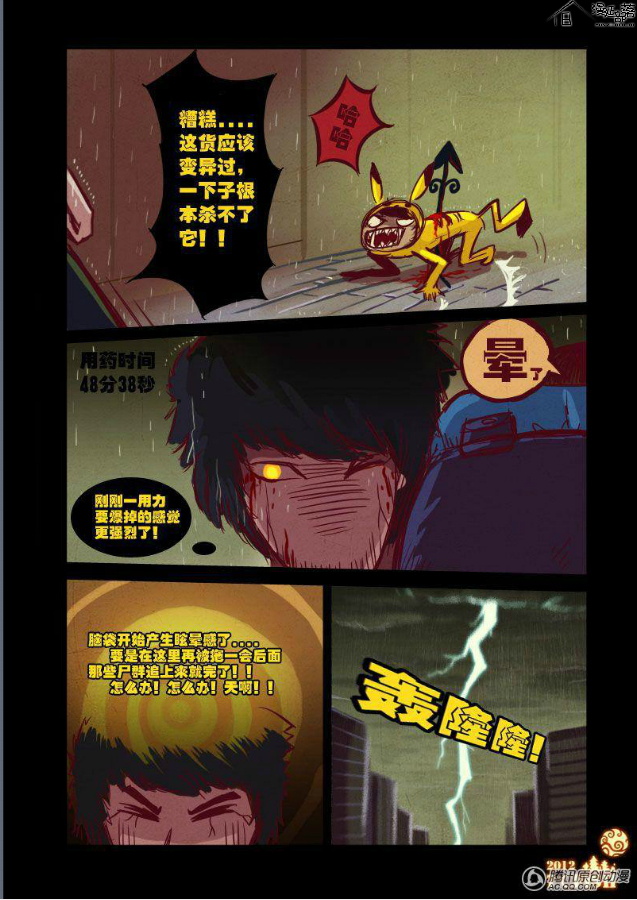 漫画部落
糟糕....
这货应该
变异过，
一下子根
本杀不了
它！！
哈
哈
用药时间
48分38秒
晕了
刚刚一用力
要爆掉的感觉
更强烈了！
脑袋开始产生眩晕感了....
要是在这里再被拖一会后面
那些尸群追上来就完了！！
怎么办！怎么办！天啊！！
轰隆隆！
2012
腾讯原创动漫
AC.QQ.COM